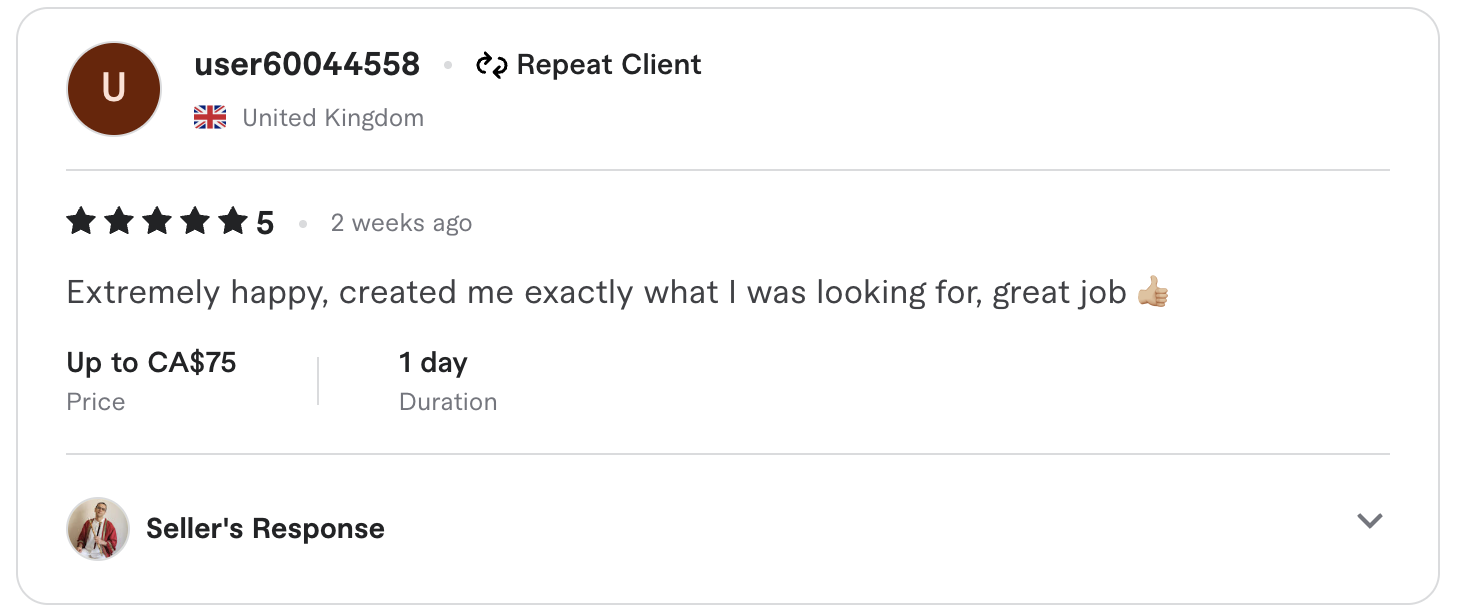 U
user60044558 • Repeat Client
United Kingdom
5 • 2 weeks ago
Extremely happy, created me exactly what I was looking for, great job 👍🏼
Up to CA$75
Price
1 day
Duration
Seller's Response